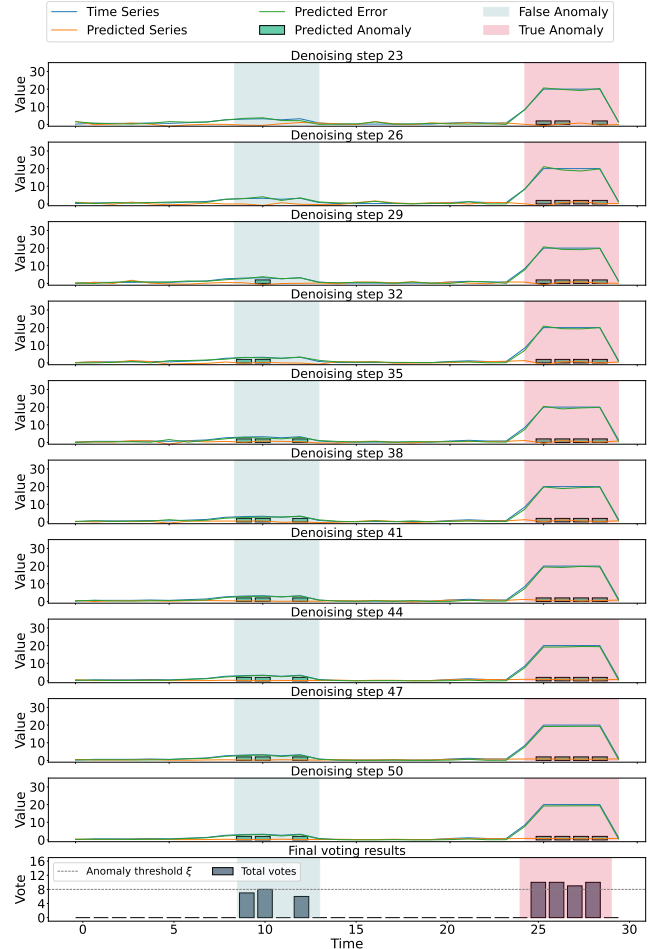 Time Series Predicted Error False Anomaly
Predicted Series Predicted Anomaly True Anomaly
Denoising step 23
Value
30
20
10
0
Denoising step 26
Value
30
20
10
0
Denoising step 29
Value
30
20
10
0
Denoising step 32
Value
30
20
10
0
Denoising step 35
Value
30
20
10
0
Denoising step 38
Value
30
20
10
0
Denoising step 41
Value
30
20
10
0
Denoising step 44
Value
30
20
10
0
Denoising step 47
Value
30
20
10
0
Denoising step 50
Value
30
20
10
0
Final voting results
Vote
16
12
8
4
0
Anomaly threshold ξ Total votes
0 5 10 15 20 25 30
Time